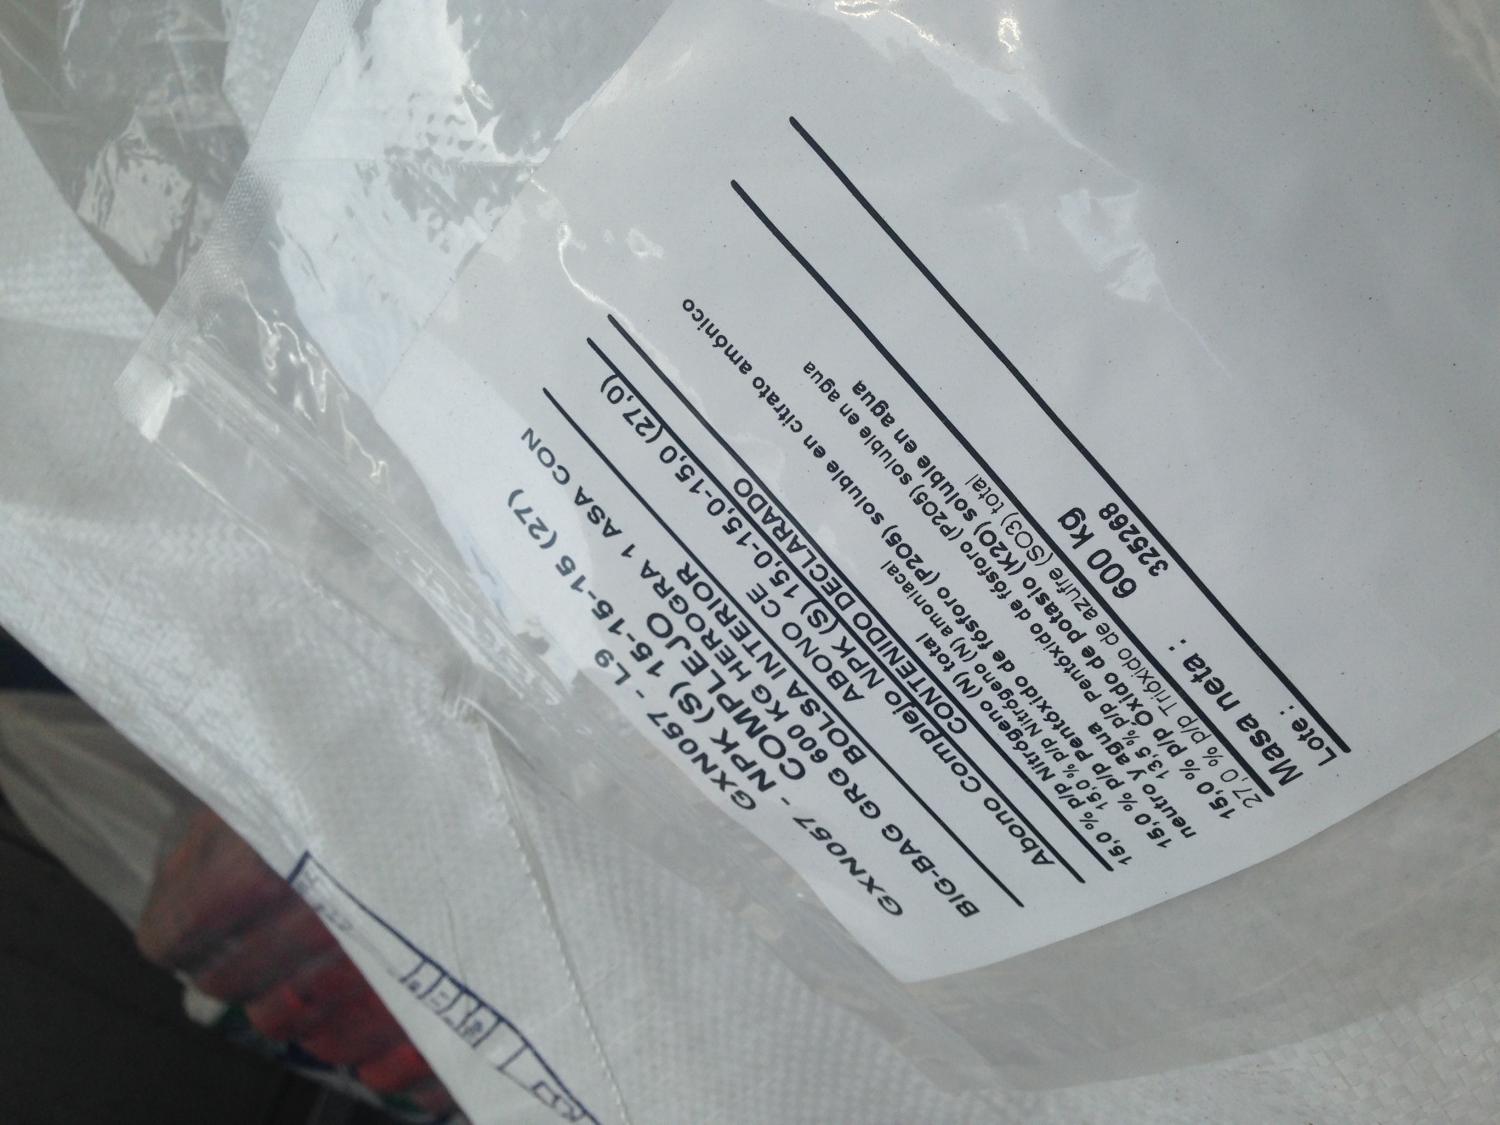 GXN057 - L9
GXN057 - NPK (S) 15-15-15 (27)
COMPLEJO
BIG-BAG GRG 600 KG HEROGRA 1 ASA CON
BOLSA INTERIOR
ABONO CE
Abono Complejo NPK (S) 15,0-15,0-15,0 (27,0)
CONTENIDO DECLARADO
15,0 % p/p Nitrógeno (N) total
15,0 % p/p Nitrógeno (N) amoniacal
15,0 % p/p Pentóxido de fósforo (P2O5) soluble en citrato amónico
neutro y agua
13,5 % p/p Pentóxido de fósforo (P2O5) soluble en agua
15,0 % p/p Óxido de potasio (K2O) soluble en agua
27,0 % p/p Trióxido de azufre (SO3) total
Masa neta : 600 kg
Lote : 325268